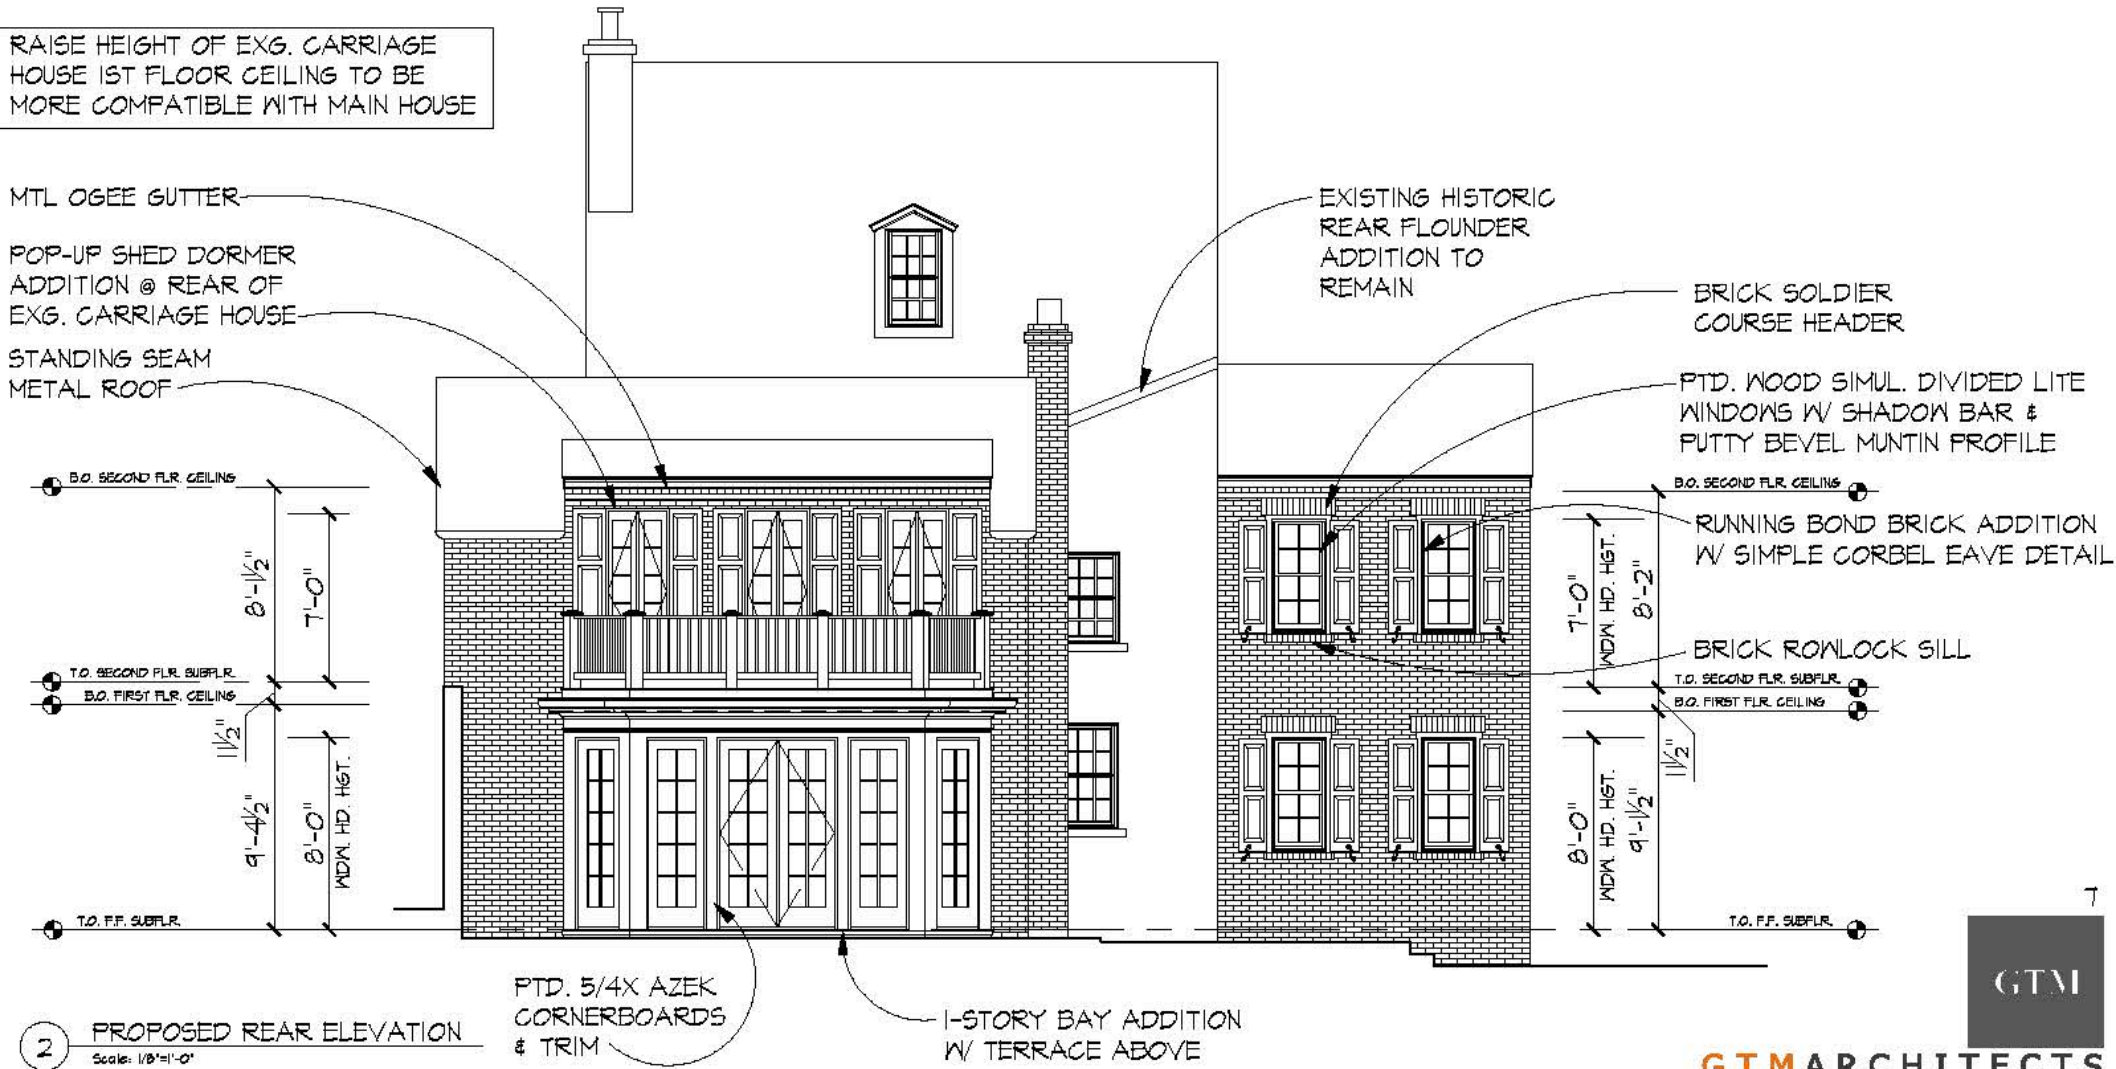 RAISE HEIGHT OF EXG. CARRIAGE
HOUSE 1ST FLOOR CEILING TO BE
MORE COMPATIBLE WITH MAIN HOUSE
MTL OGEE GUTTER
POP-UP SHED DORMER
ADDITION @ REAR OF
EXG. CARRIAGE HOUSE
STANDING SEAM
METAL ROOF
B.O. SECOND FLR. CEILING
8'-1½"
7'-0"
T.O. SECOND FLR. SUBFLR.
B.O. FIRST FLR. CEILING
11½"
9'-4½"
8'-0"
WDW. HD. HGT.
T.O. F.F. SUBFLR.
EXISTING HISTORIC
REAR FLOUNDER
ADDITION TO
REMAIN
BRICK SOLDIER
COURSE HEADER
PTD. WOOD SIMUL. DIVIDED LITE
WINDOWS W/ SHADOW BAR &
PUTTY BEVEL MUNTIN PROFILE
B.O. SECOND FLR. CEILING
RUNNING BOND BRICK ADDITION
W/ SIMPLE CORBEL EAVE DETAIL
7'-0"
WDW. HD. HGT.
8'-2"
BRICK ROWLOCK SILL
T.O. SECOND FLR. SUBFLR.
B.O. FIRST FLR. CEILING
11½"
8'-0"
WDW. HD. HGT.
9'-1½"
T.O. F.F. SUBFLR.
PTD. 5/4X AZEK
CORNERBOARDS
& TRIM
1-STORY BAY ADDITION
W/ TERRACE ABOVE
2 PROPOSED REAR ELEVATION
Scale: 1/8"=1'-0"
7
GTM
GTMARCHITECTS